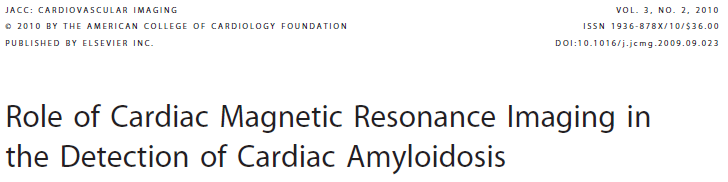 JACC: CARDIOVASCULAR IMAGING VOL. 3, NO. 2, 2010
© 2010 BY THE AMERICAN COLLEGE OF CARDIOLOGY FOUNDATION ISSN 1936-878X/10/$36.00
PUBLISHED BY ELSEVIER INC. DOI:10.1016/j.jcmg.2009.09.023
Role of Cardiac Magnetic Resonance Imaging in
the Detection of Cardiac Amyloidosis